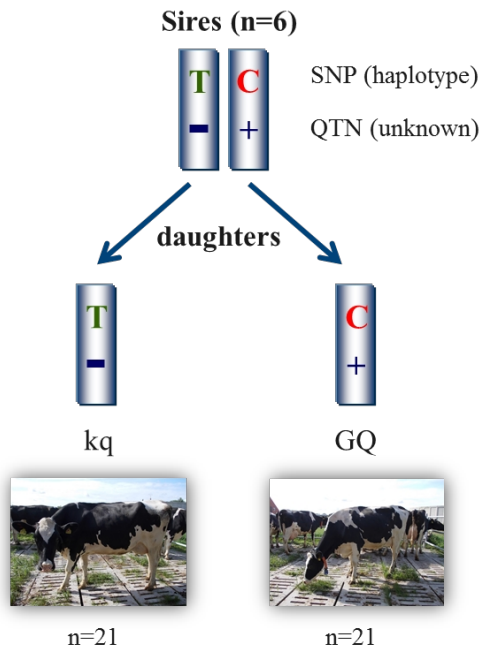 Sires (n=6)
T C SNP (haplotype)
- + QTN (unknown)
daughters
T C
- +
kq GQ
n=21 n=21